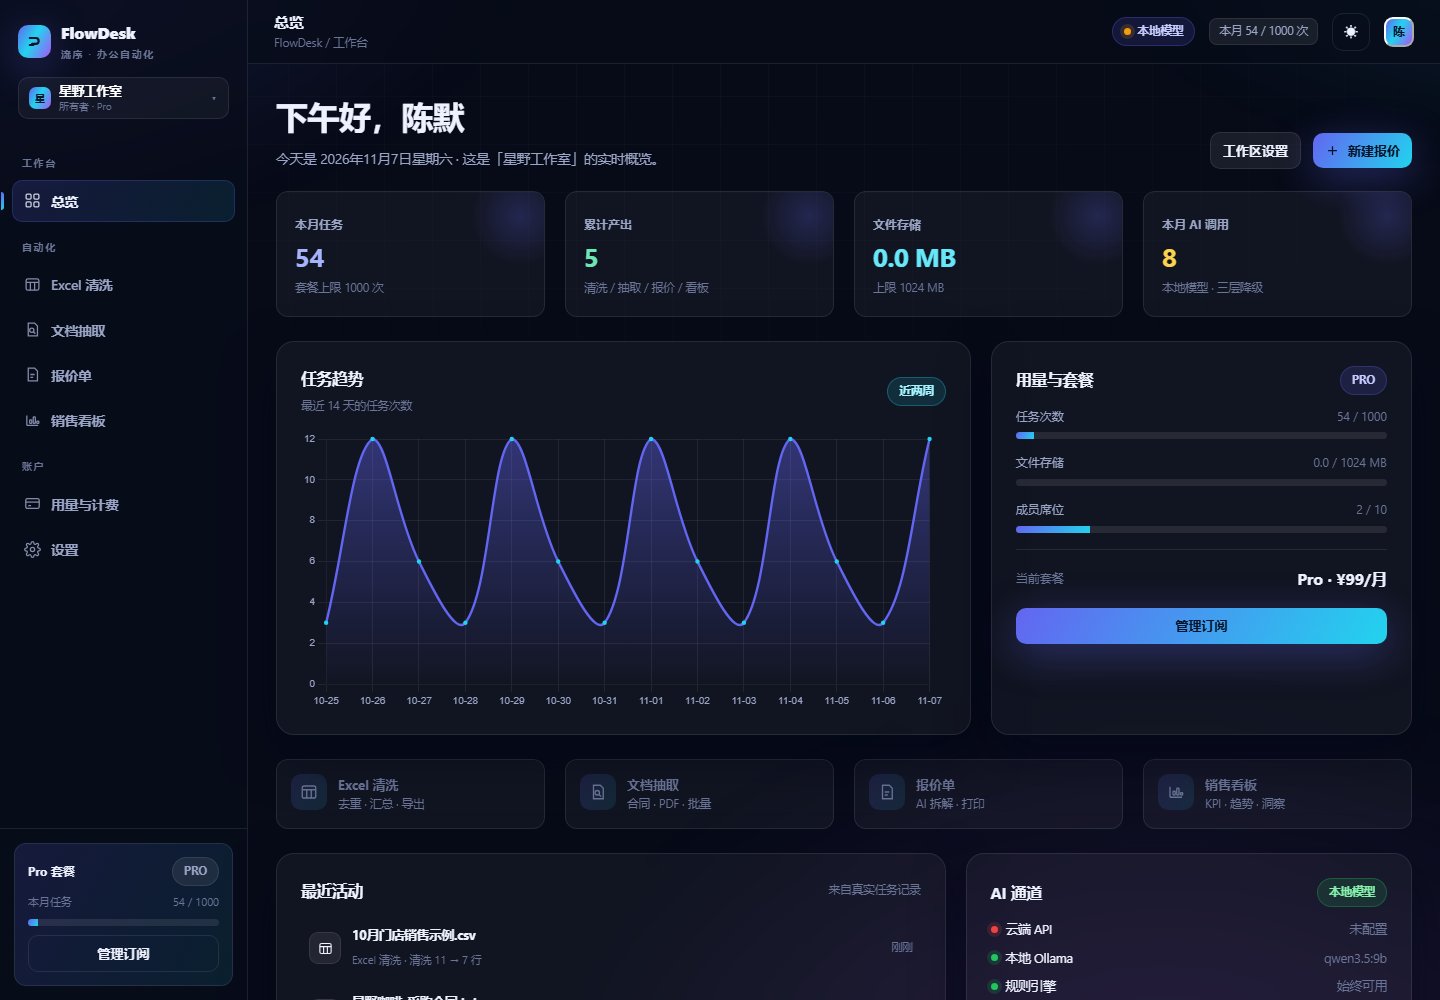 FlowDesk
流序 · 办公自动化
星
星野工作室
所有者 · Pro
工作台
总览
自动化
Excel 清洗
文档抽取
报价单
销售看板
账户
用量与计费
设置
Pro 套餐
PRO
本月任务
54 / 1000
管理订阅
总览
FlowDesk / 工作台
本地模型
本月 54 / 1000 次
陈
下午好，陈默
今天是 2026年11月7日星期六 · 这是「星野工作室」的实时概览。
工作区设置
+ 新建报价
本月任务
54
套餐上限 1000 次
累计产出
5
清洗 / 抽取 / 报价 / 看板
文件存储
0.0 MB
上限 1024 MB
本月 AI 调用
8
本地模型 · 三层降级
任务趋势
最近 14 天的任务次数
近两周
12
10
8
6
4
2
0
10-25 10-26 10-27 10-28 10-29 10-30 10-31 11-01 11-02 11-03 11-04 11-05 11-06 11-07
用量与套餐
PRO
任务次数
54 / 1000
文件存储
0.0 / 1024 MB
成员席位
2 / 10
当前套餐
Pro · ¥99/月
管理订阅
Excel 清洗
去重 · 汇总 · 导出
文档抽取
合同 · PDF · 批量
报价单
AI 拆解 · 打印
销售看板
KPI · 趋势 · 洞察
最近活动
来自真实任务记录
10月门店销售示例.csv
Excel 清洗 · 清洗 11 → 7 行
刚刚
AI 通道
本地模型
云端 API
未配置
本地 Ollama
qwen3.5:9b
规则引擎
始终可用